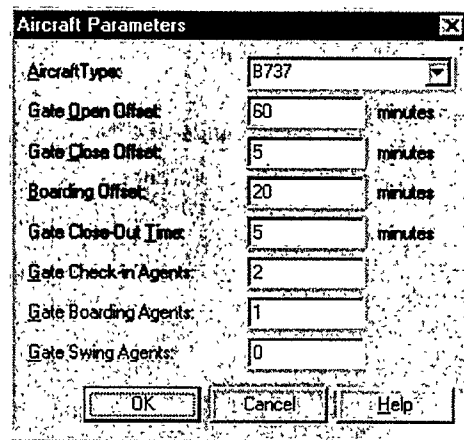 Aircraft Parameters
AircraftType: B737
Gate Open Offset: 60 minutes
Gate Close Offset: 5 minutes
Boarding Offset: 20 minutes
Gate Close-Out Time: 5 minutes
Gate Check-in Agents: 2
Gate Boarding Agents: 1
Gate Swing Agents: 0
OK Cancel Help